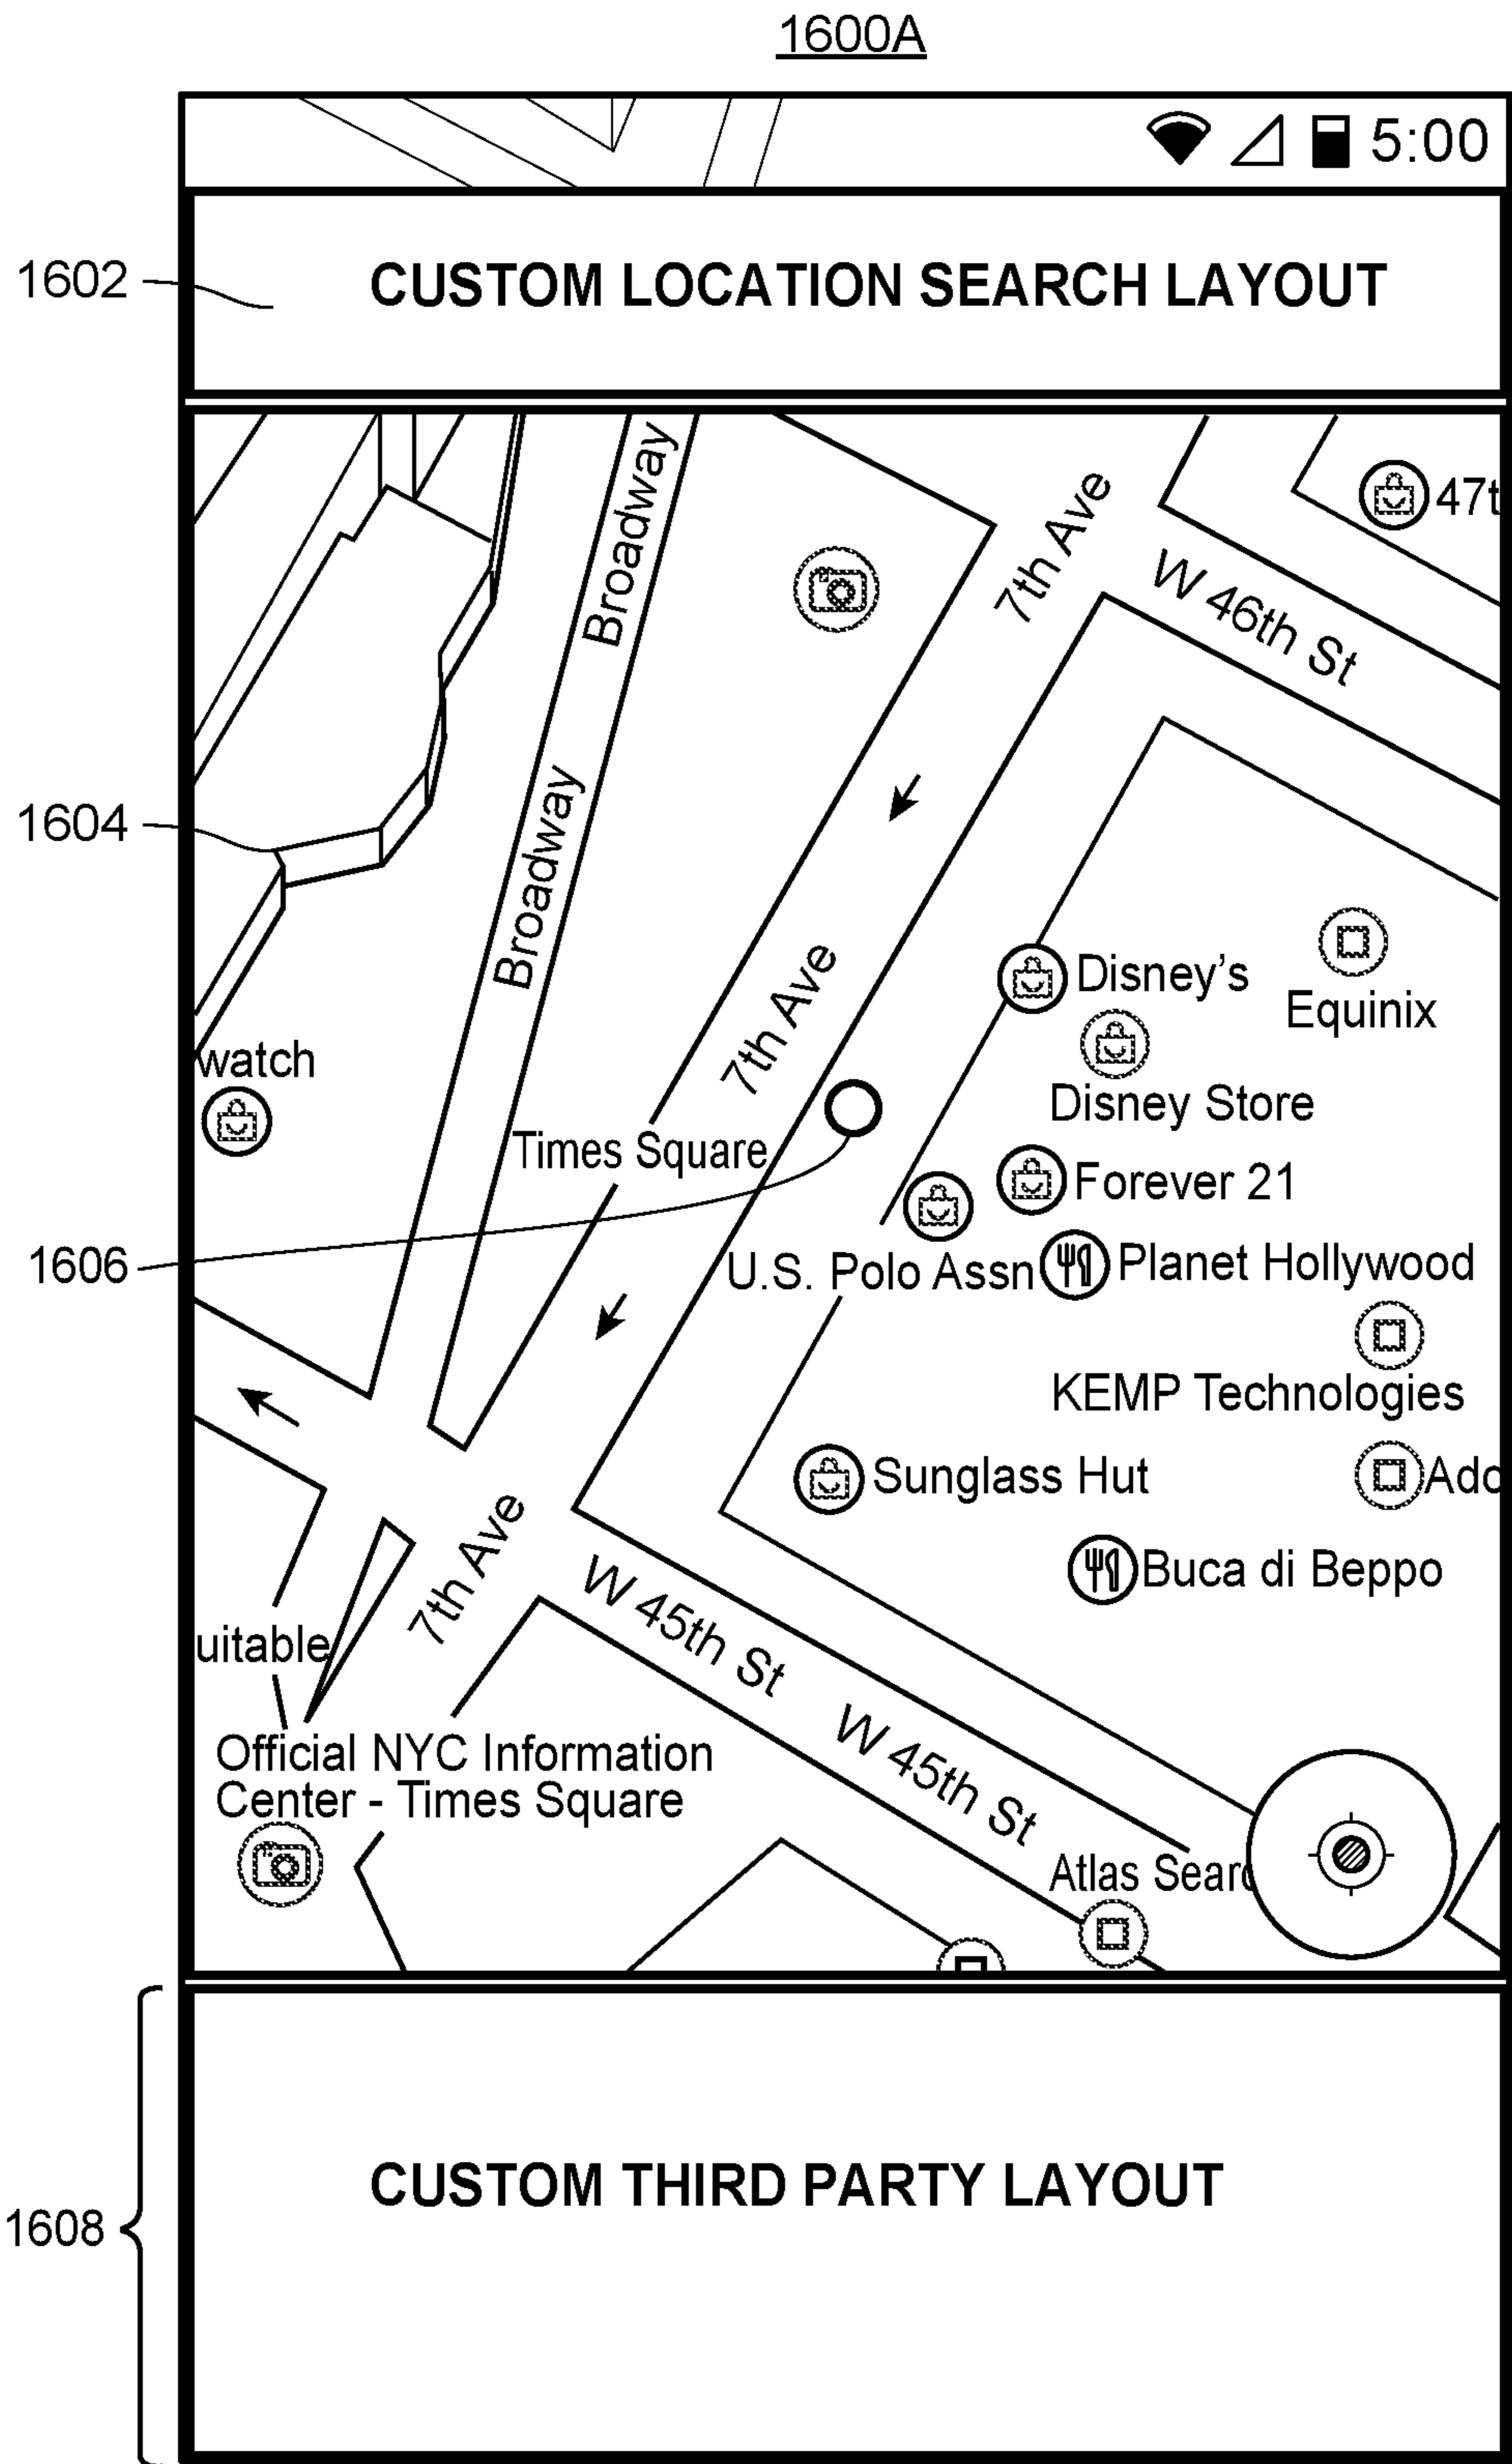 1600A
5:00
1602
CUSTOM LOCATION SEARCH LAYOUT
Broadway
7th Ave
47t
W 46th St
1604
Broadway
7th Ave
Disney's
Equinix
watch
Disney Store
Times Square
Forever 21
1606
U.S. Polo Assn
Planet Hollywood
KEMP Technologies
Sunglass Hut
Ado
7th Ave
Buca di Beppo
W 45th St
uitable
W 45th St
Official NYC Information
Center - Times Square
Atlas Searc
1608
CUSTOM THIRD PARTY LAYOUT